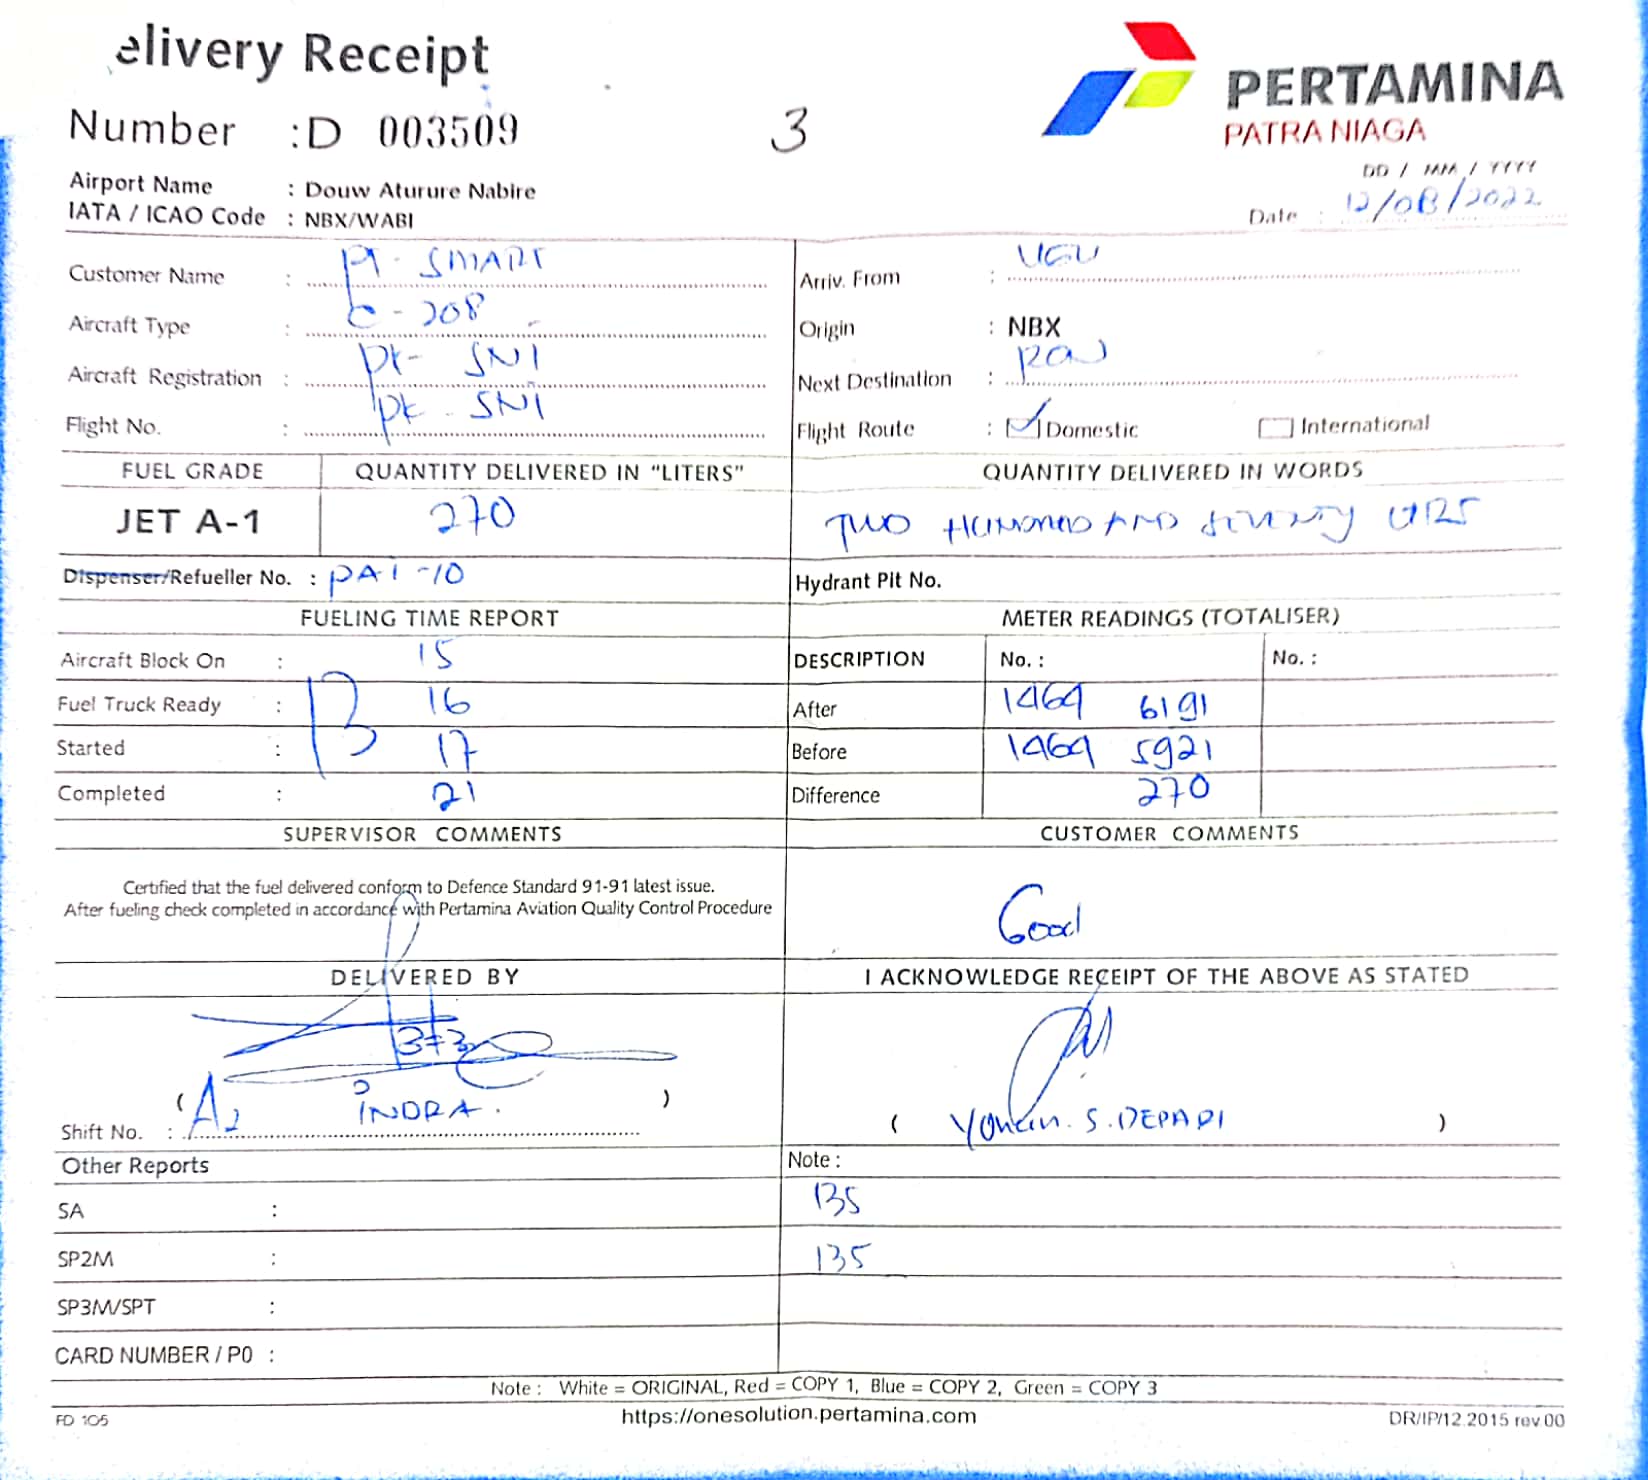 elivery Receipt
Number :D 003509
3
PERTAMINA
PATRA NIAGA
DD / MM / YYYY
Airport Name : Douw Aturure Nabire
IATA / ICAO Code : NBX/WABI
Date : 12/08/2022
Customer Name : PT. SMART
Arriv. From : UGU
Aircraft Type : C - 208
Origin : NBX
Aircraft Registration : PK- SNI
Next Destination :
Flight No. : PK - SNI
Flight Route : Domestic International
FUEL GRADE QUANTITY DELIVERED IN "LITERS" QUANTITY DELIVERED IN WORDS
JET A-1 270 TWO HUNDRED AND SEVENTY LTRS
Dispenser/Refueller No. : PAI-10 Hydrant Pit No.
FUELING TIME REPORT METER READINGS (TOTALISER)
Aircraft Block On : 15 DESCRIPTION No. : No. :
Fuel Truck Ready : 16 After 1464 6191
13
Started : 17 Before 1464 5921
Completed : 21 Difference 270
SUPERVISOR COMMENTS CUSTOMER COMMENTS
Certified that the fuel delivered conform to Defence Standard 91-91 latest issue.
After fueling check completed in accordance with Pertamina Aviation Quality Control Procedure
Good
DELIVERED BY I ACKNOWLEDGE RECEIPT OF THE ABOVE AS STATED
( INDRA. )
Shift No. : A2
( S. DEPARI )
Other Reports Note :
SA : 135
SP2M : 135
SP3M/SPT :
CARD NUMBER / P0 :
Note : White = ORIGINAL, Red = COPY 1, Blue = COPY 2, Green = COPY 3
FD 105 https://onesolution.pertamina.com DR/IP/12.2015 rev.00